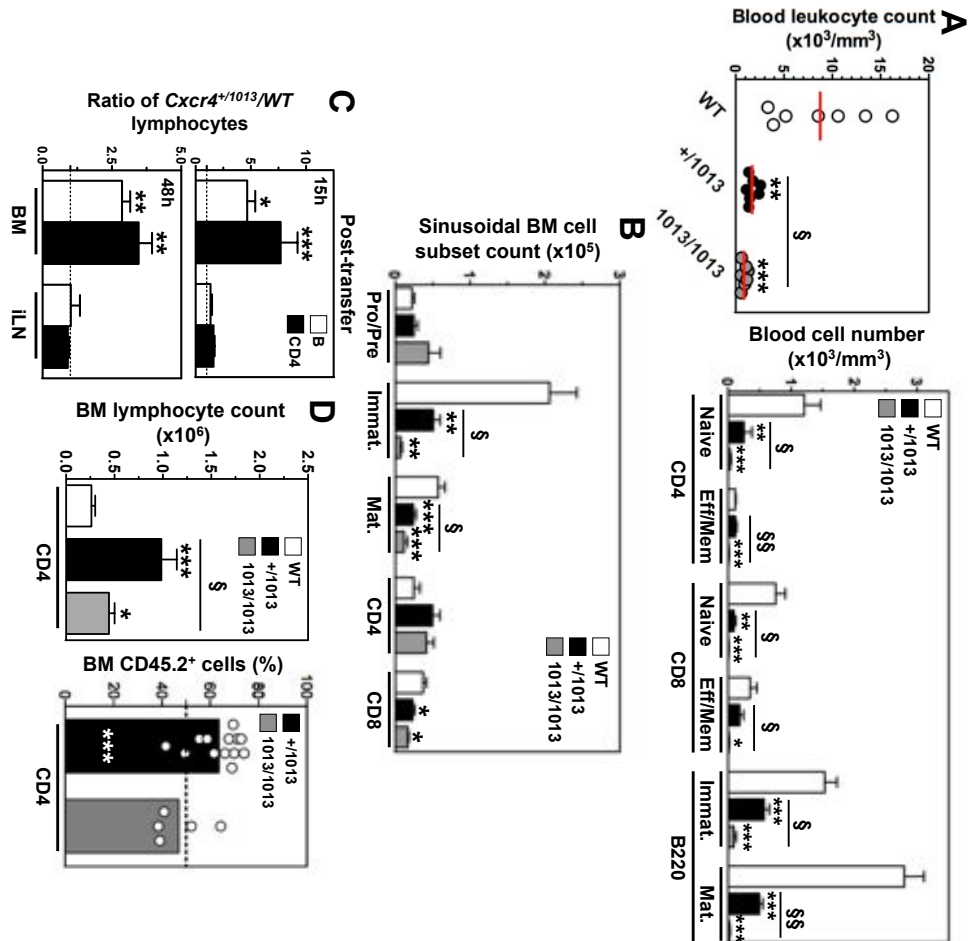 A
Blood leukocyte count
(x10³/mm³)
20
10
5
0
WT
+/1013
1013/1013
**
***
§
Blood cell number
(x10³/mm³)
3
2
1
0
WT
+/1013
1013/1013
**
***
§
***
§§
**
***
§
*
§
***
***
§
***
***
§§
Naive
Eff/Mem
Naive
Eff/Mem
Immat.
Mat.
CD4
CD8
B220
B
Sinusoidal BM cell
subset count (x10⁵)
3
2
1
0
WT
+/1013
1013/1013
**
**
§
***
***
§
*
*
Pro/Pre
Immat.
Mat.
CD4
CD8
C
Ratio of Cxcr4+/1013/WT
lymphocytes
Post-transfer
15h
B
CD4
10
5
0
*
***
48h
5.0
2.5
0.0
**
**
BM
iLN
D
BM lymphocyte count
(x10⁶)
2.5
2.0
1.5
1.0
0.5
0.0
WT
+/1013
1013/1013
***
*
§
CD4
BM CD45.2⁺ cells (%)
100
80
60
40
20
0
+/1013
1013/1013
***
CD4